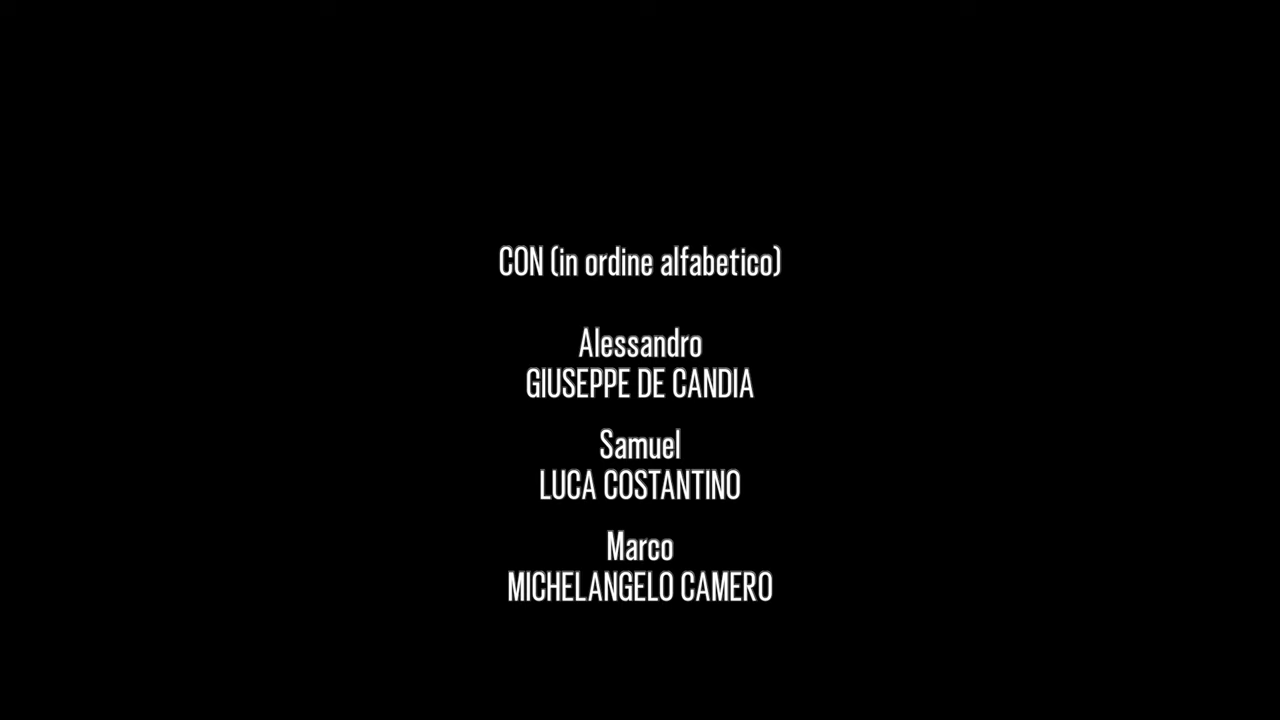 CON (in ordine alfabetico)
Alessandro
GIUSEPPE DE CANDIA
Samuel
LUCA COSTANTINO
Marco
MICHELANGELO CAMERO